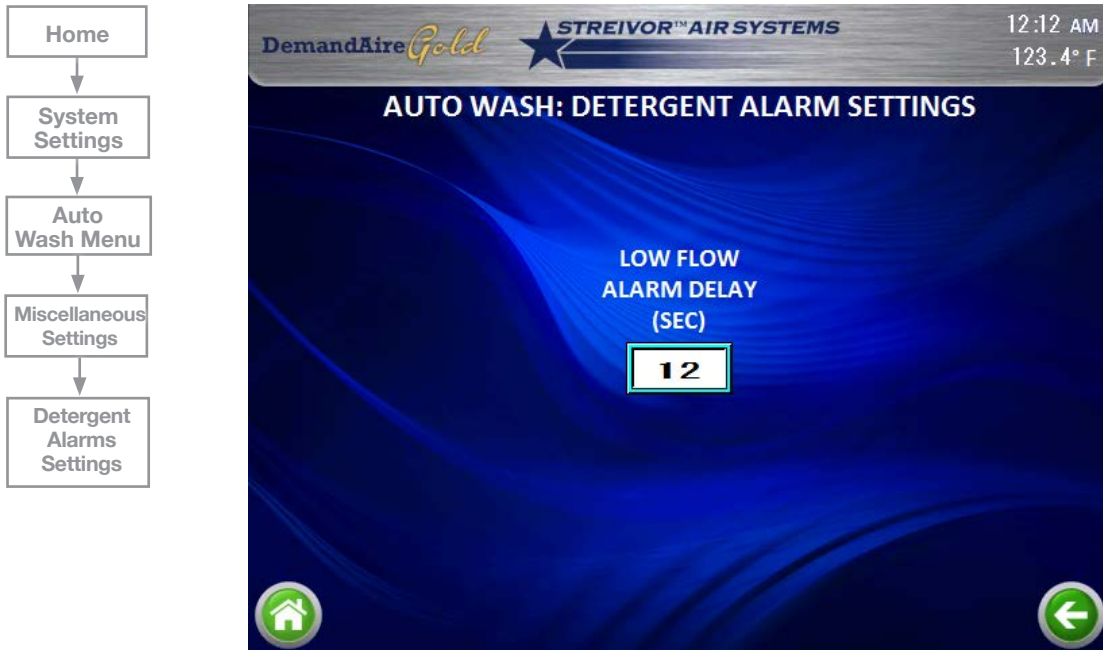 Home
System
Settings
Auto
Wash Menu
Miscellaneous
Settings
Detergent
Alarms
Settings
DemandAire Gold
STREIVOR™ AIR SYSTEMS
12:12 AM
123.4° F
AUTO WASH: DETERGENT ALARM SETTINGS
LOW FLOW
ALARM DELAY
(SEC)
12